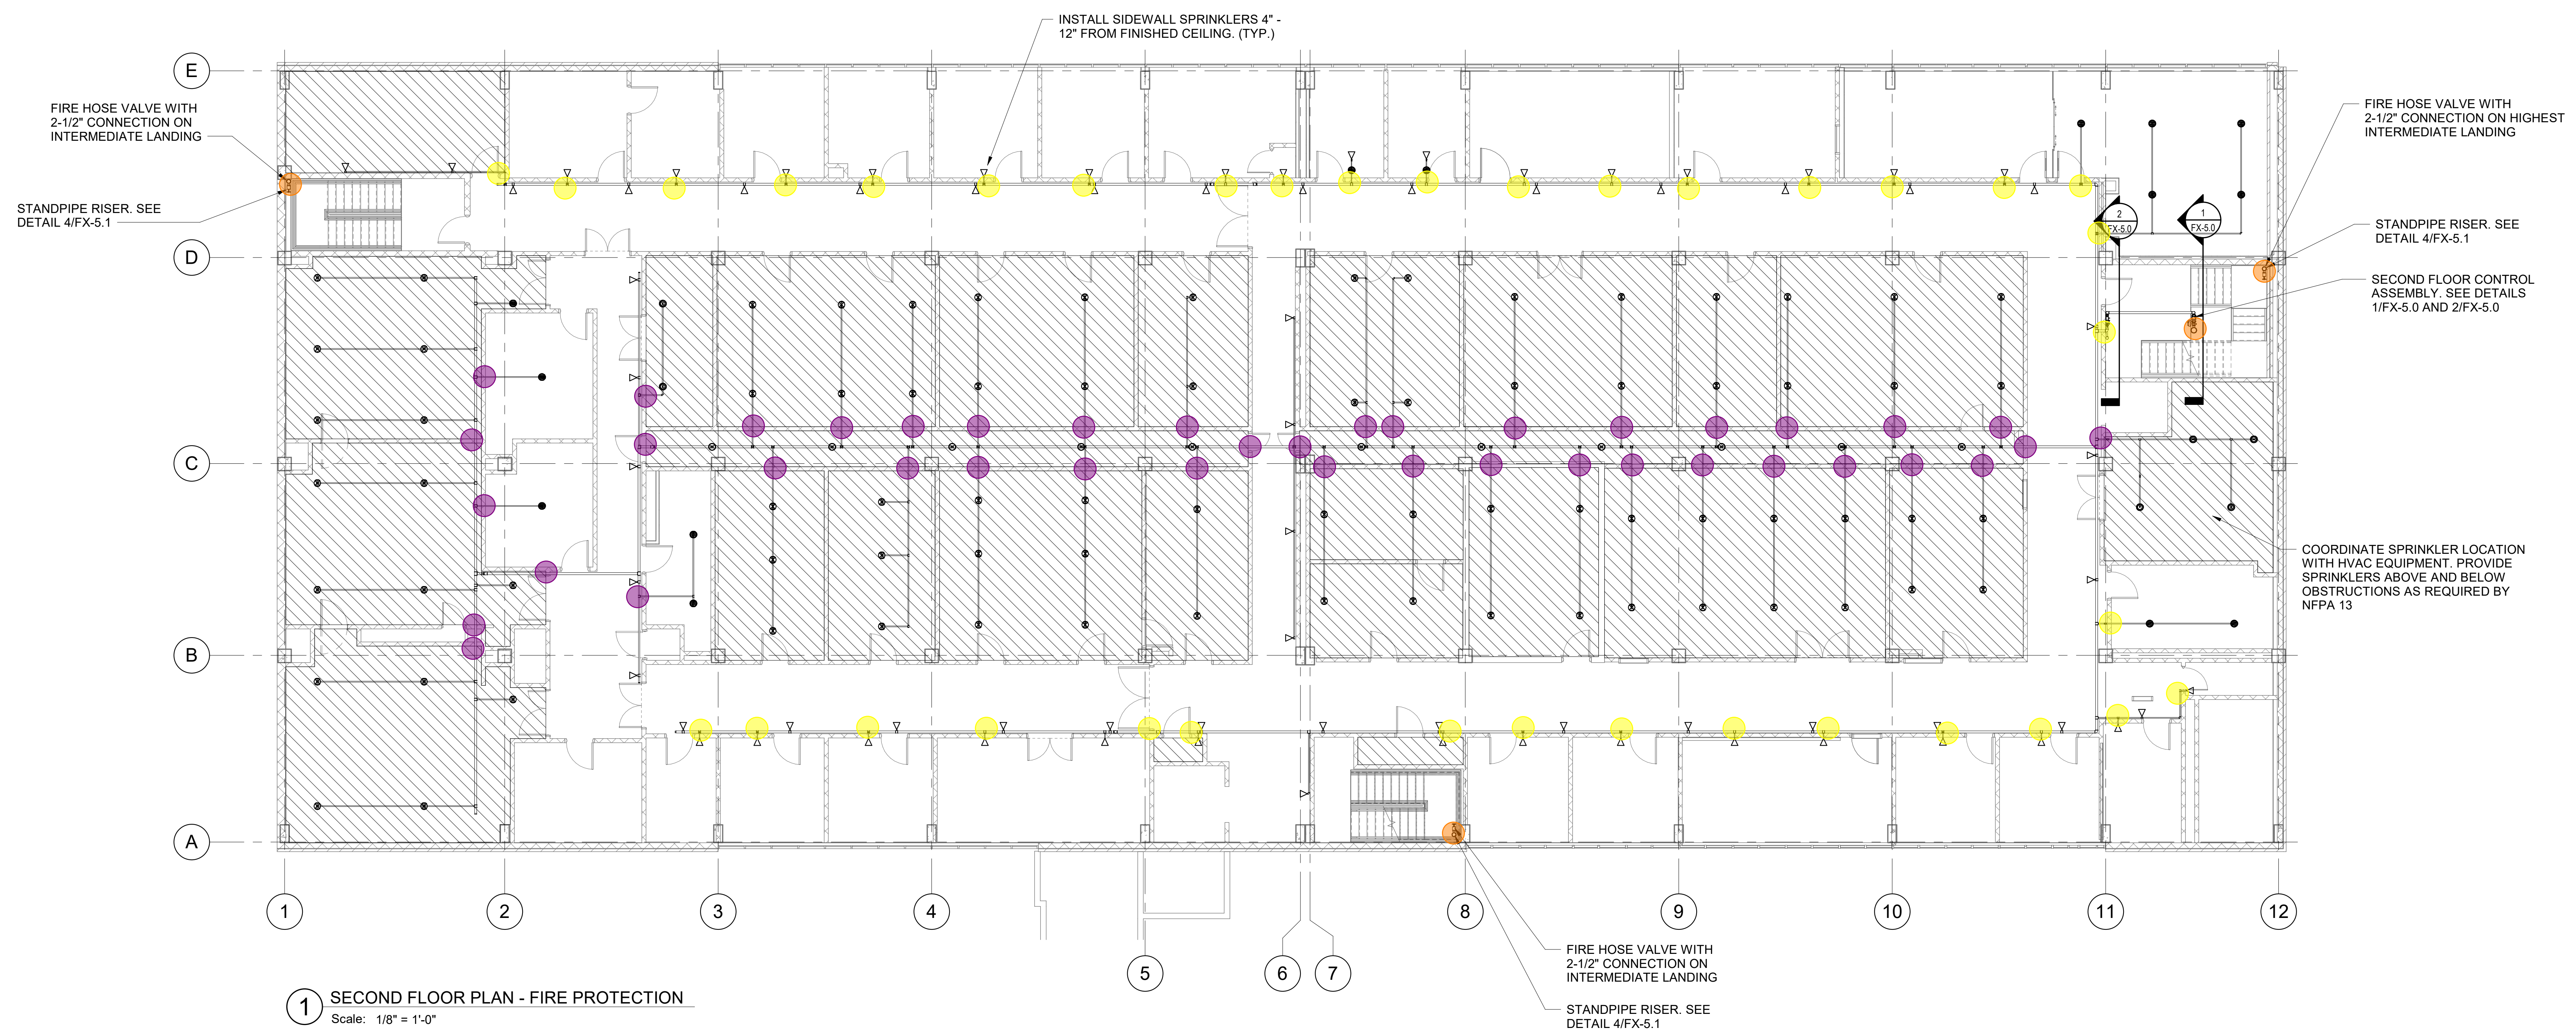 INSTALL SIDEWALL SPRINKLERS 4" -
12" FROM FINISHED CEILING. (TYP.)
E
FIRE HOSE VALVE WITH
2-1/2" CONNECTION ON
INTERMEDIATE LANDING
FIRE HOSE VALVE WITH
2-1/2" CONNECTION ON HIGHEST
INTERMEDIATE LANDING
STANDPIPE RISER. SEE
DETAIL 4/FX-5.1
2
FX-5.0
1
FX-5.0
STANDPIPE RISER. SEE
DETAIL 4/FX-5.1
D
SECOND FLOOR CONTROL
ASSEMBLY. SEE DETAILS
1/FX-5.0 AND 2/FX-5.0
C
COORDINATE SPRINKLER LOCATION
WITH HVAC EQUIPMENT. PROVIDE
SPRINKLERS ABOVE AND BELOW
OBSTRUCTIONS AS REQUIRED BY
NFPA 13
B
A
1
2
3
4
8
9
10
11
12
5
6
7
FIRE HOSE VALVE WITH
2-1/2" CONNECTION ON
INTERMEDIATE LANDING
STANDPIPE RISER. SEE
DETAIL 4/FX-5.1
1
SECOND FLOOR PLAN - FIRE PROTECTION
Scale: 1/8" = 1'-0"